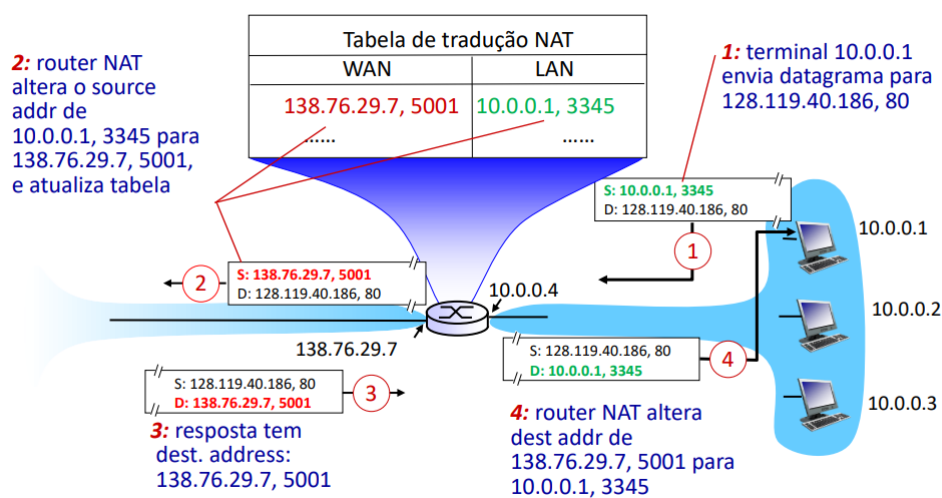 Tabela de tradução NAT
WAN LAN
138.76.29.7, 5001 10.0.0.1, 3345
...... ......
2: router NAT
altera o source
addr de
10.0.0.1, 3345 para
138.76.29.7, 5001,
e atualiza tabela
1: terminal 10.0.0.1
envia datagrama para
128.119.40.186, 80
S: 10.0.0.1, 3345
D: 128.119.40.186, 80
1
10.0.0.1
10.0.0.2
10.0.0.3
S: 138.76.29.7, 5001
D: 128.119.40.186, 80
2
10.0.0.4
138.76.29.7
S: 128.119.40.186, 80
D: 138.76.29.7, 5001
3
3: resposta tem
dest. address:
138.76.29.7, 5001
S: 128.119.40.186, 80
D: 10.0.0.1, 3345
4
4: router NAT altera
dest addr de
138.76.29.7, 5001 para
10.0.0.1, 3345